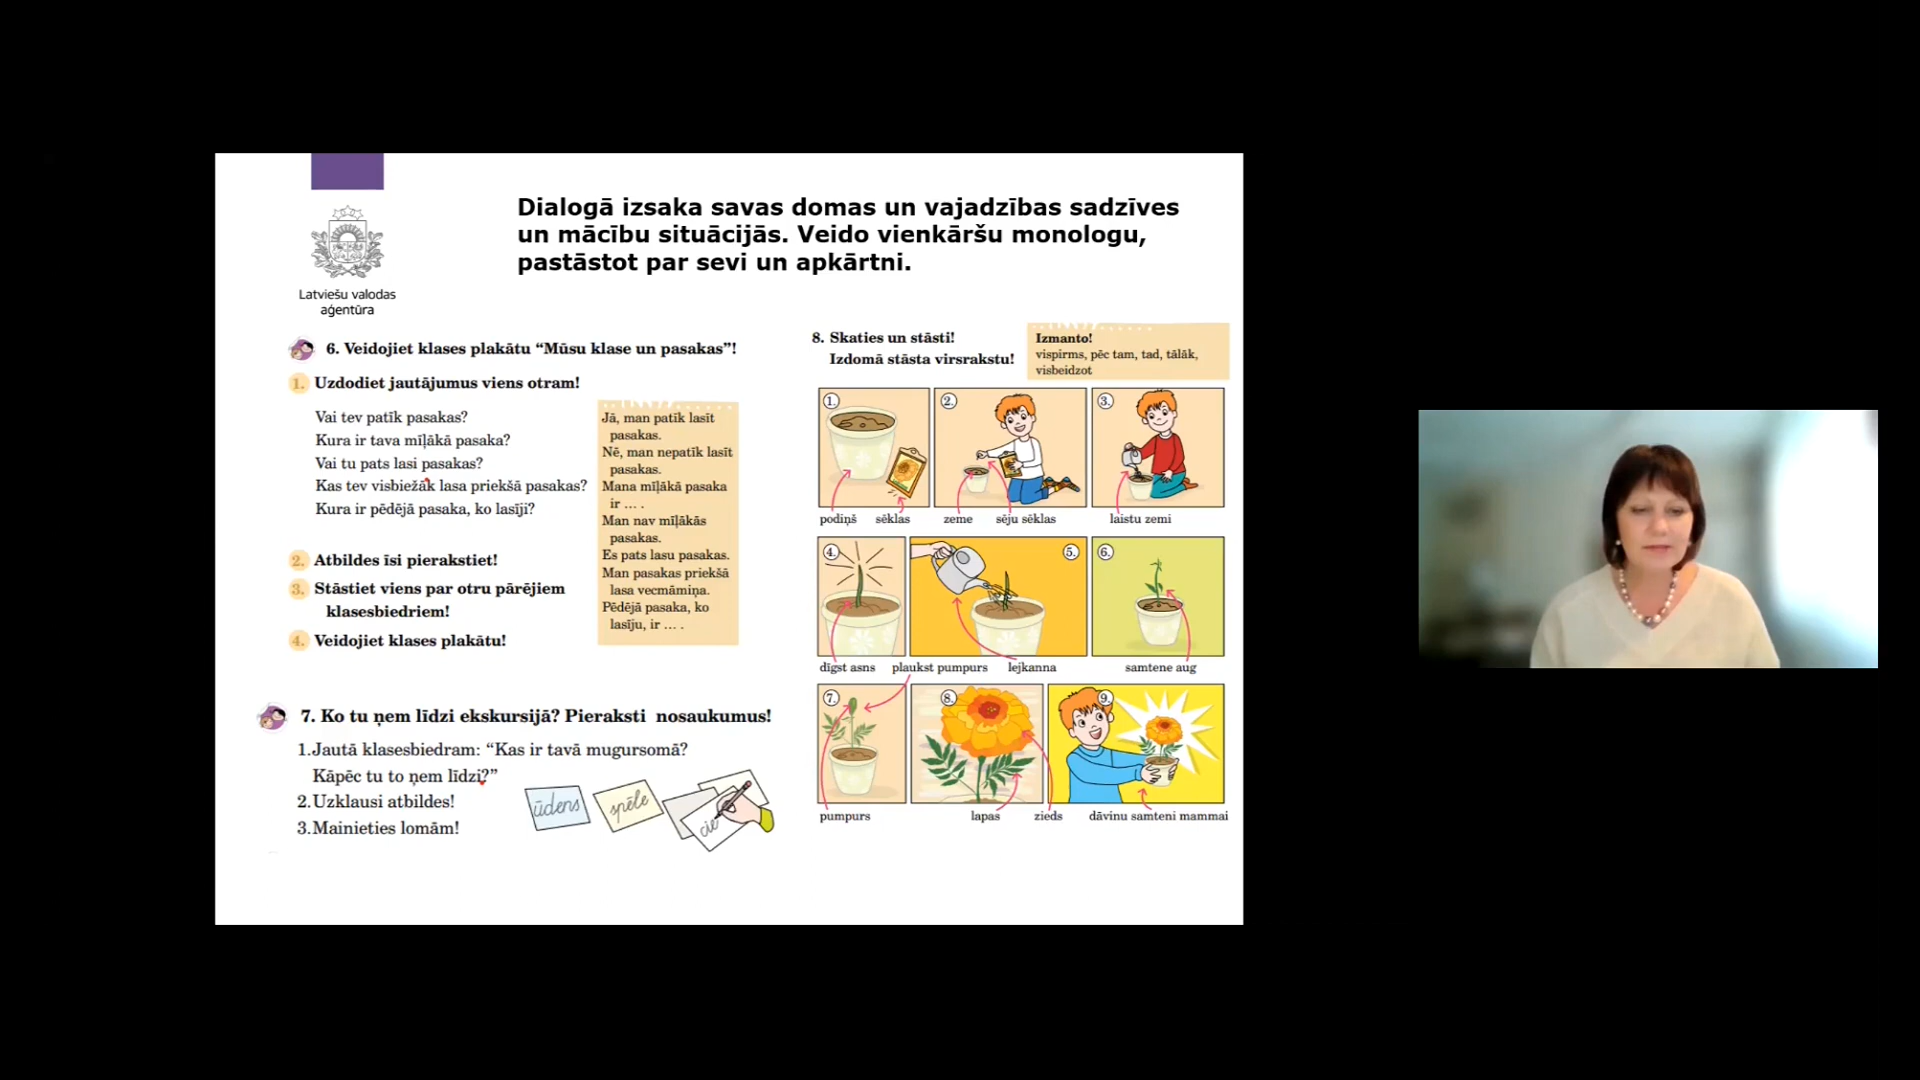 Dialogā izsaka savas domas un vajadzības sadzīves
un mācību situācijās. Veido vienkāršu monologu,
pastāstot par sevi un apkārtni.
Latviešu valodas
aģentūra
6. Veidojiet klases plakātu “Mūsu klase un pasakas”!
1. Uzdodiet jautājumus viens otram!
Vai tev patīk pasakas?
Kura ir tava mīļākā pasaka?
Vai tu pats lasi pasakas?
Kas tev visbiežāk lasa priekšā pasakas?
Kura ir pēdējā pasaka, ko lasīji?
Jā, man patīk lasīt
pasakas.
Nē, man nepatīk lasīt
pasakas.
Mana mīļākā pasaka
ir ... .
Man nav mīļākās
pasakas.
Es pats lasu pasakas.
Man pasakas priekšā
lasa vecmāmiņa.
Pēdējā pasaka, ko
lasīju, ir ... .
2. Atbildes īsi pierakstiet!
3. Stāstiet viens par otru pārējiem
klasesbiedriem!
4. Veidojiet klases plakātu!
7. Ko tu ņem līdzi ekskursijā? Pieraksti nosaukumus!
1.Jautā klasesbiedram: “Kas ir tavā mugursomā?
Kāpēc tu to ņem līdzi?”
2.Uzklausi atbildes!
3.Mainieties lomām!
ūdens
spēle
cie
8. Skaties un stāsti!
Izdomā stāsta virsrakstu!
Izmanto!
vispirms, pēc tam, tad, tālāk,
visbeidzot
1.
2.
3.
podiņš sēklas zeme sēju sēklas laistu zemi
4.
5.
6.
dīgst asns plaukst pumpurs lejkanna samtene aug
7.
8.
9.
pumpurs lapas zieds dāvinu samteni mammai